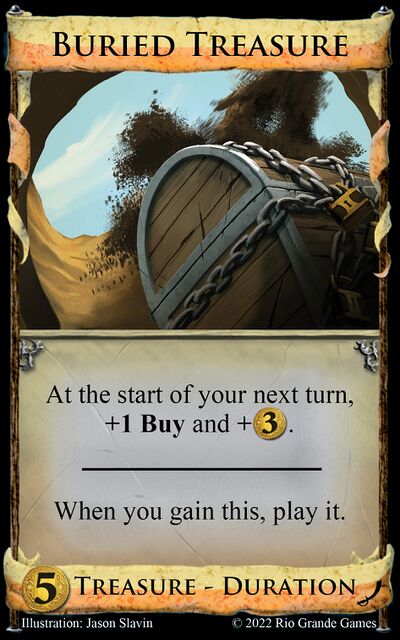 BURIED TREASURE
At the start of your next turn,
+1 Buy and +3.
When you gain this, play it.
5 TREASURE - DURATION
Illustration: Jason Slavin © 2022 Rio Grande Games